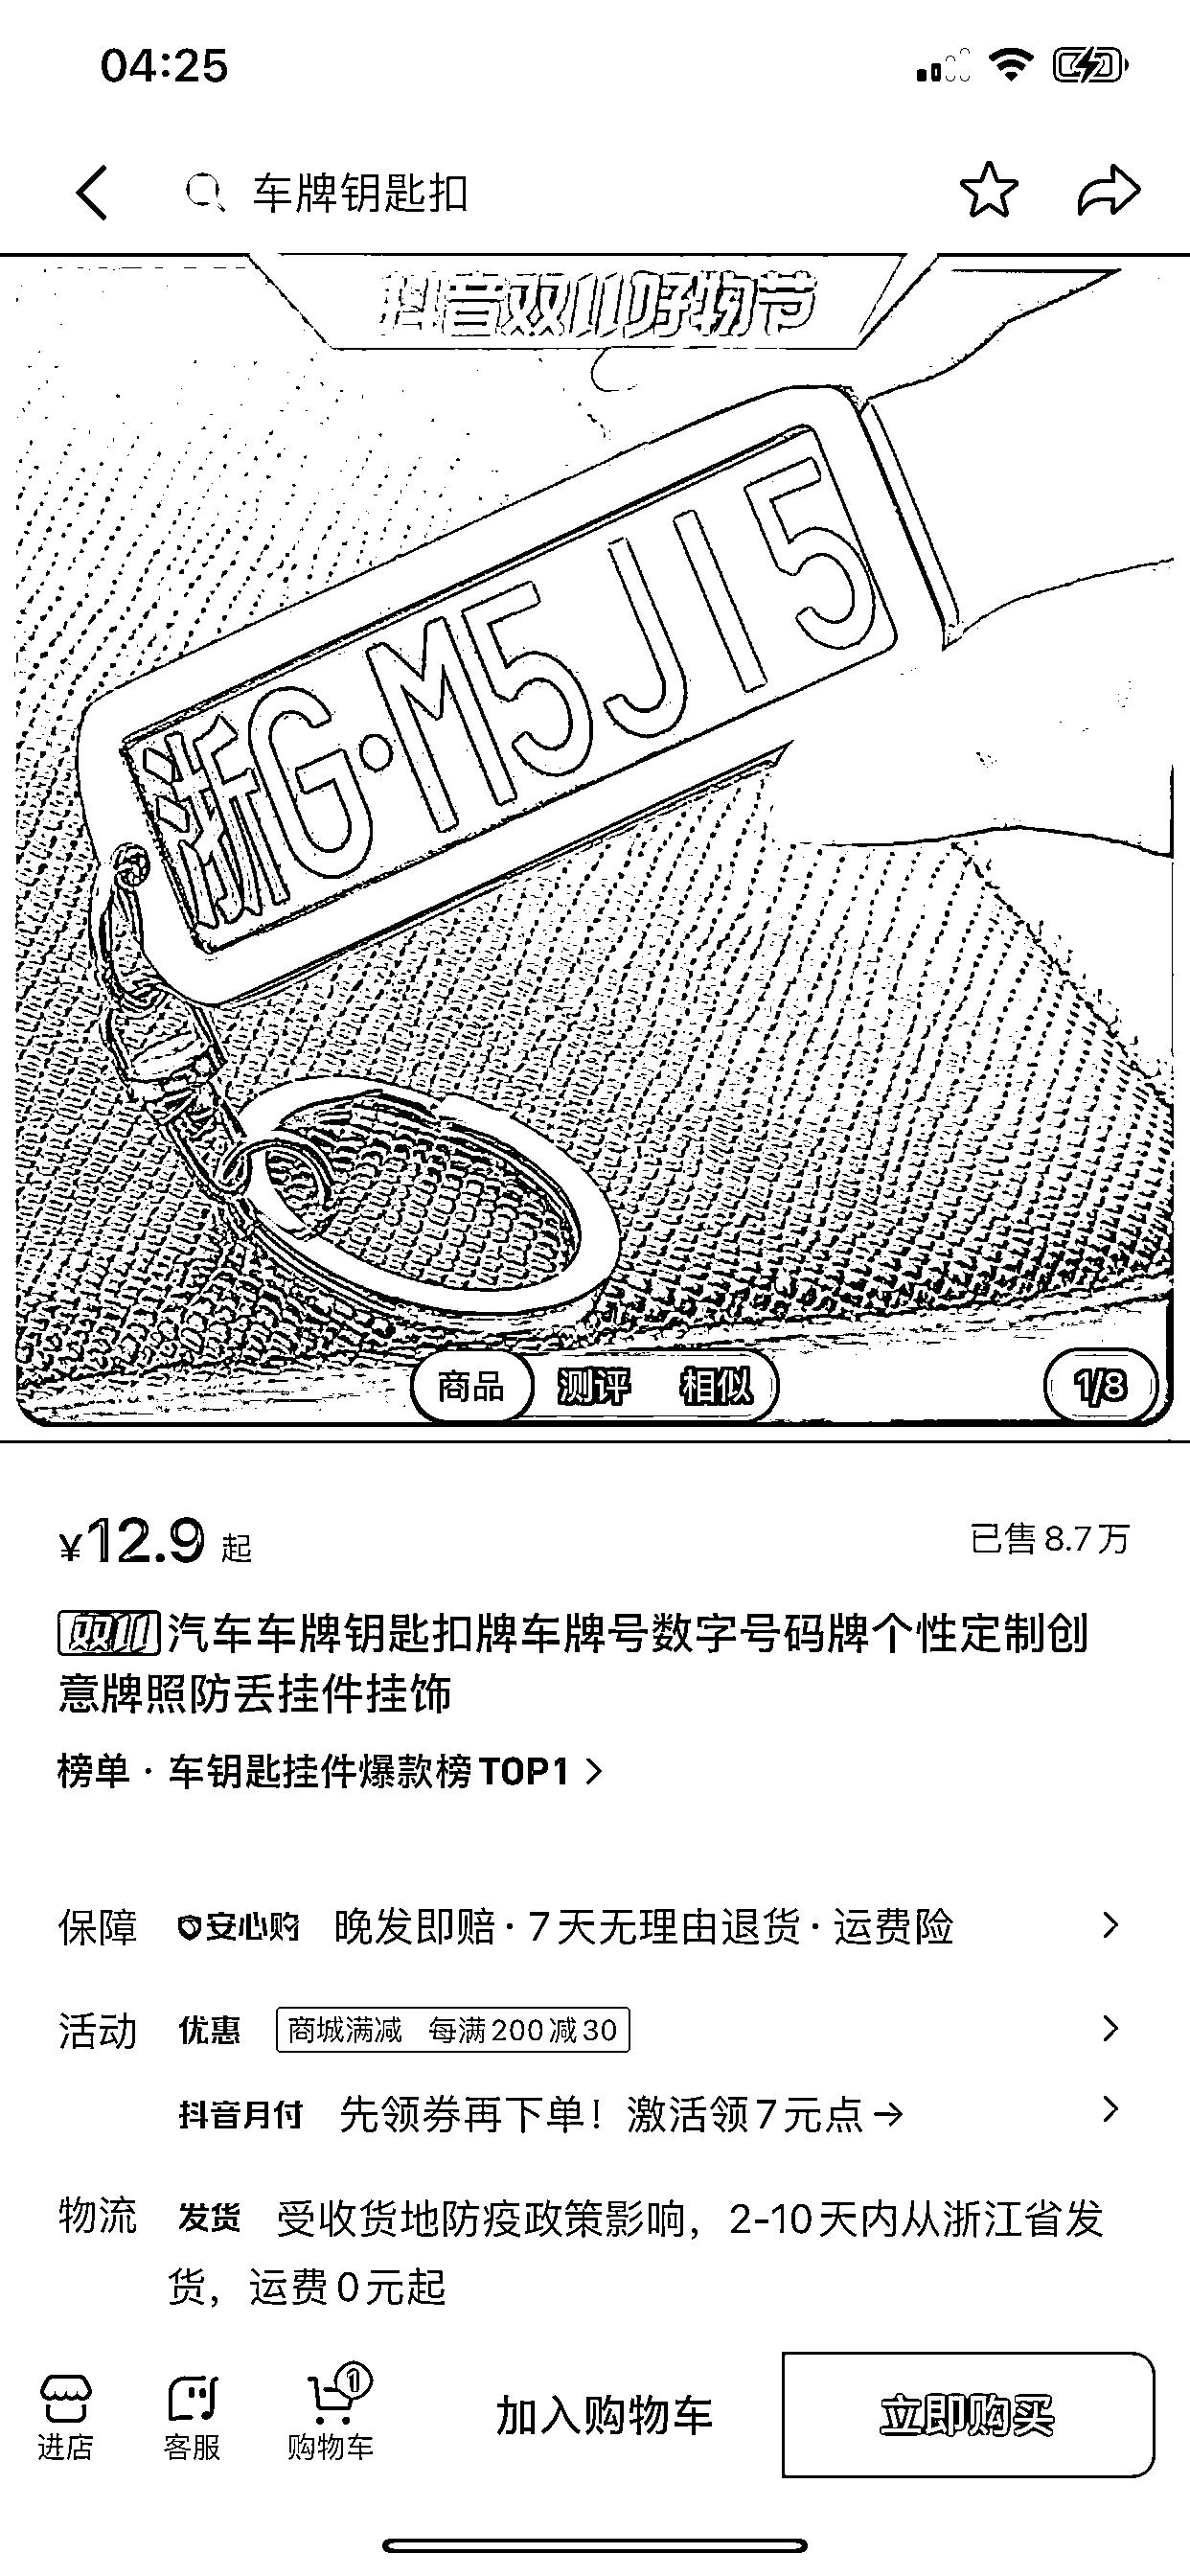 04:25
车牌钥匙扣
抖音双11好物节
浙G·M5J15
商品 测评 相似 1/8
¥12.9 起 已售8.7万
双11 汽车车牌钥匙扣牌车牌号数字号码牌个性定制创
意牌照防丢挂件挂饰
榜单·车钥匙挂件爆款榜TOP1
保障 安心购 晚发即赔·7天无理由退货·运费险
活动 优惠 商城满减 每满200减30
抖音月付 先领券再下单！激活领7元点→
物流 发货 受收货地防疫政策影响，2-10天内从浙江省发
货，运费0元起
1
进店 客服 购物车 加入购物车 立即购买